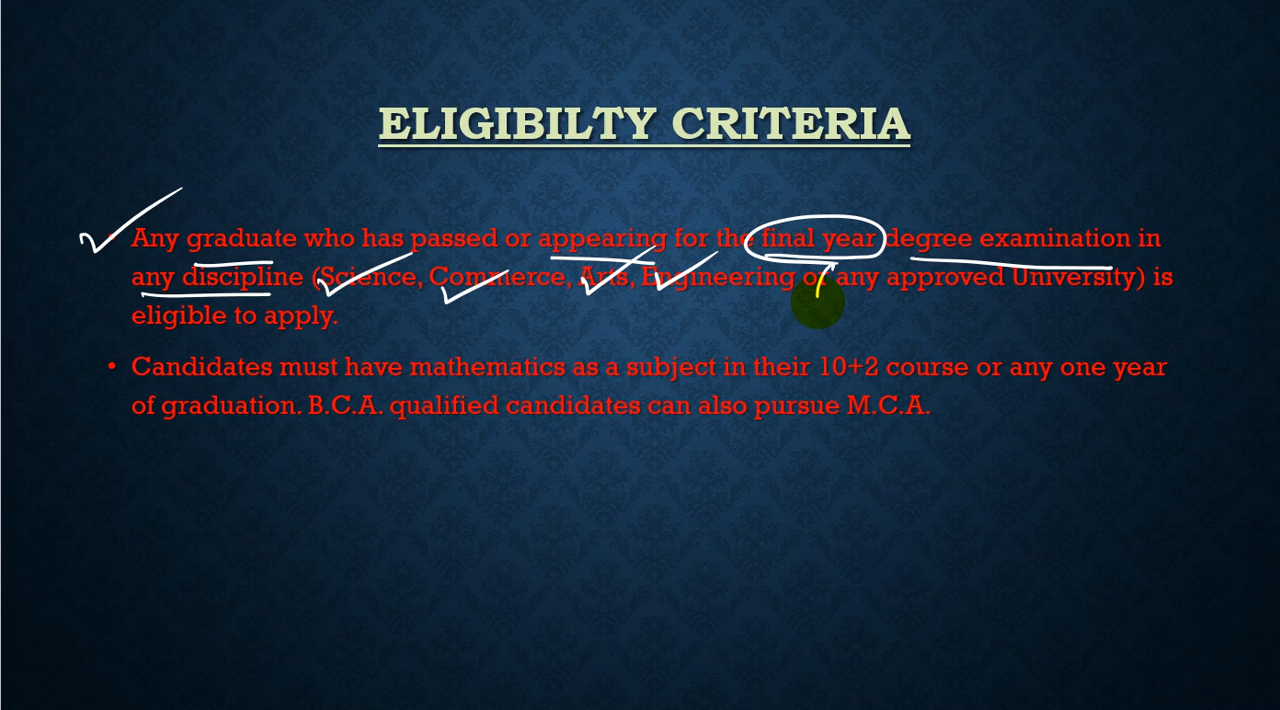 ELIGIBILTY CRITERIA
• Any graduate who has passed or appearing for the final year degree examination in
any discipline (Science, Commerce, Arts, Engineering of any approved University) is
eligible to apply.
• Candidates must have mathematics as a subject in their 10+2 course or any one year
of graduation. B.C.A. qualified candidates can also pursue M.C.A.